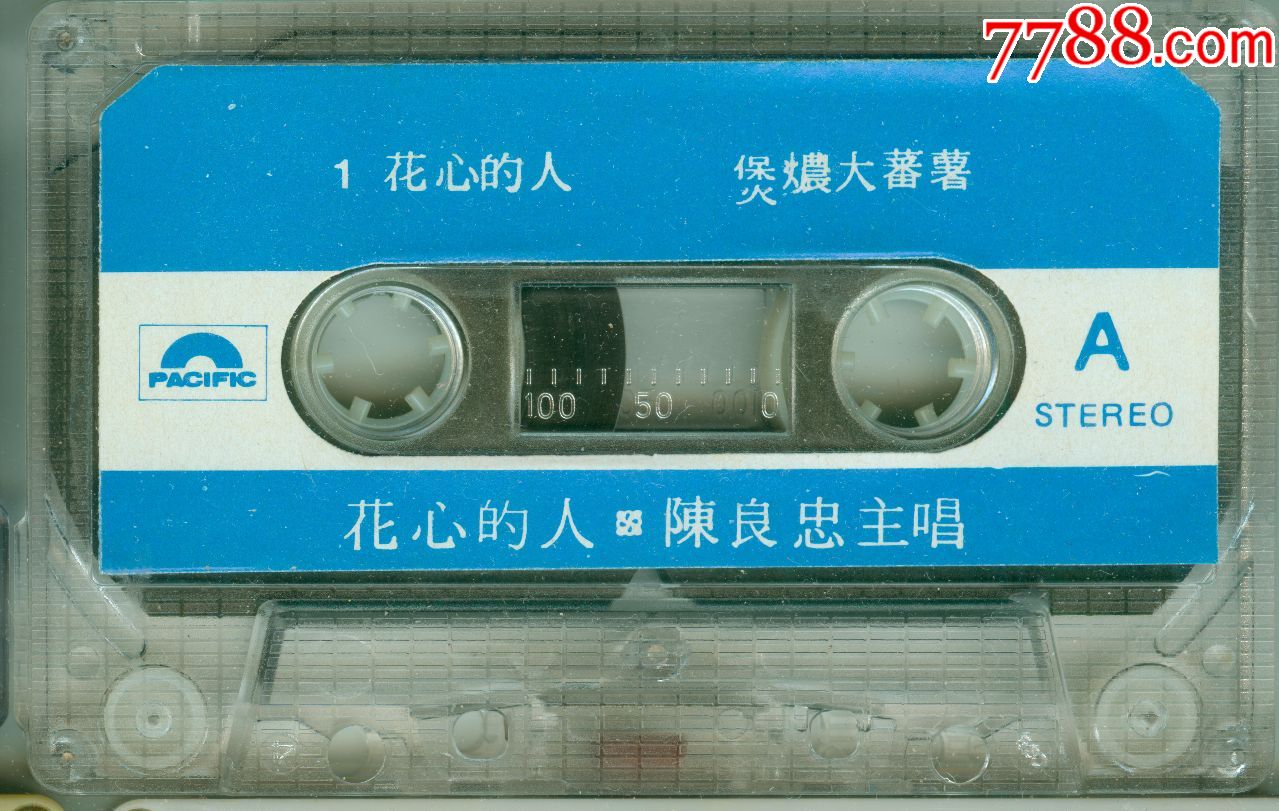 7788.com
1 花心的人 煲燶大蕃薯
PACIFIC
A
STEREO
100 50 0
花心的人 陳良忠主唱